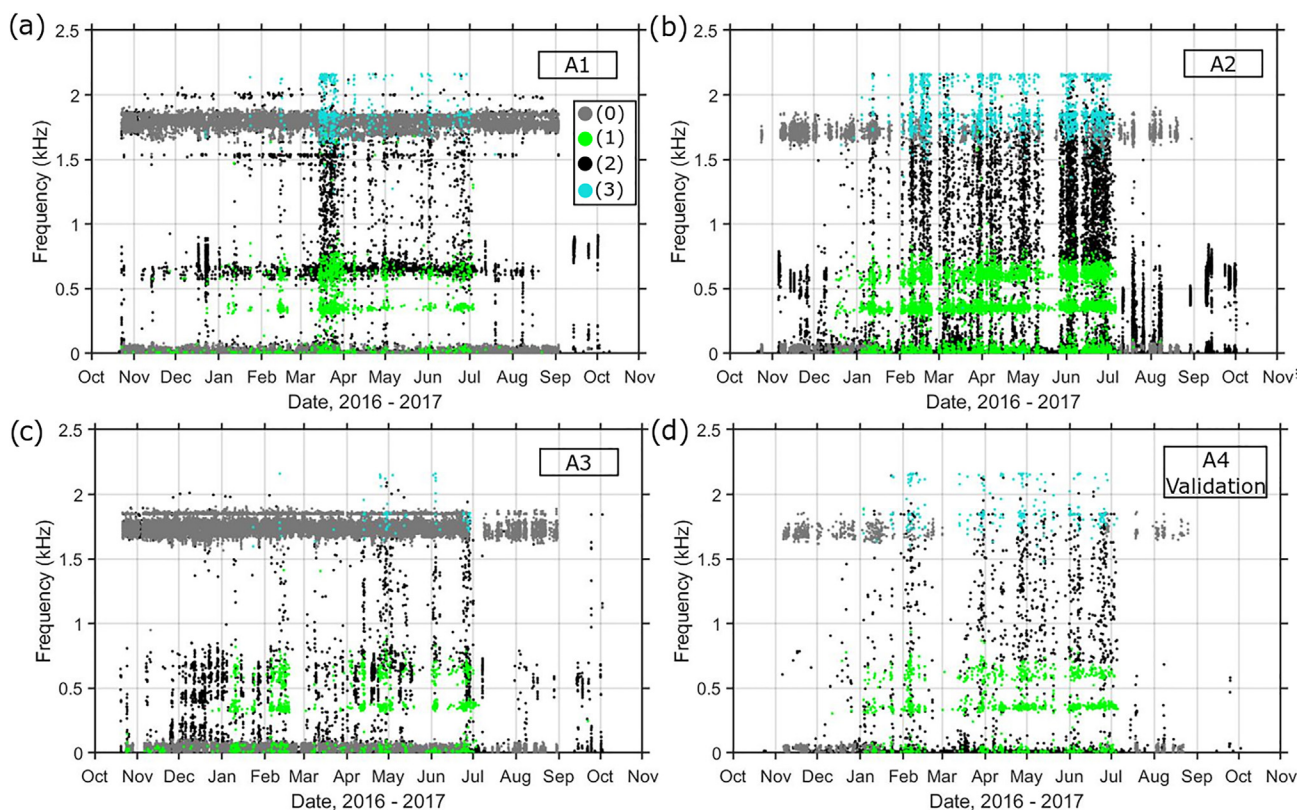 (a)
A1
(0)
(1)
(2)
(3)
2.5
2
1.5
1
0.5
0
Frequency (kHz)
Oct Nov Dec Jan Feb Mar Apr May Jun Jul Aug Sep Oct Nov
Date, 2016 - 2017
(b)
A2
2.5
2
1.5
1
0.5
0
Frequency (kHz)
Oct Nov Dec Jan Feb Mar Apr May Jun Jul Aug Sep Oct Nov
Date, 2016 - 2017
(c)
A3
2.5
2
1.5
1
0.5
0
Frequency (kHz)
Oct Nov Dec Jan Feb Mar Apr May Jun Jul Aug Sep Oct Nov
Date, 2016 - 2017
(d)
A4
Validation
2.5
2
1.5
1
0.5
0
Frequency (kHz)
Oct Nov Dec Jan Feb Mar Apr May Jun Jul Aug Sep Oct Nov
Date, 2016 - 2017